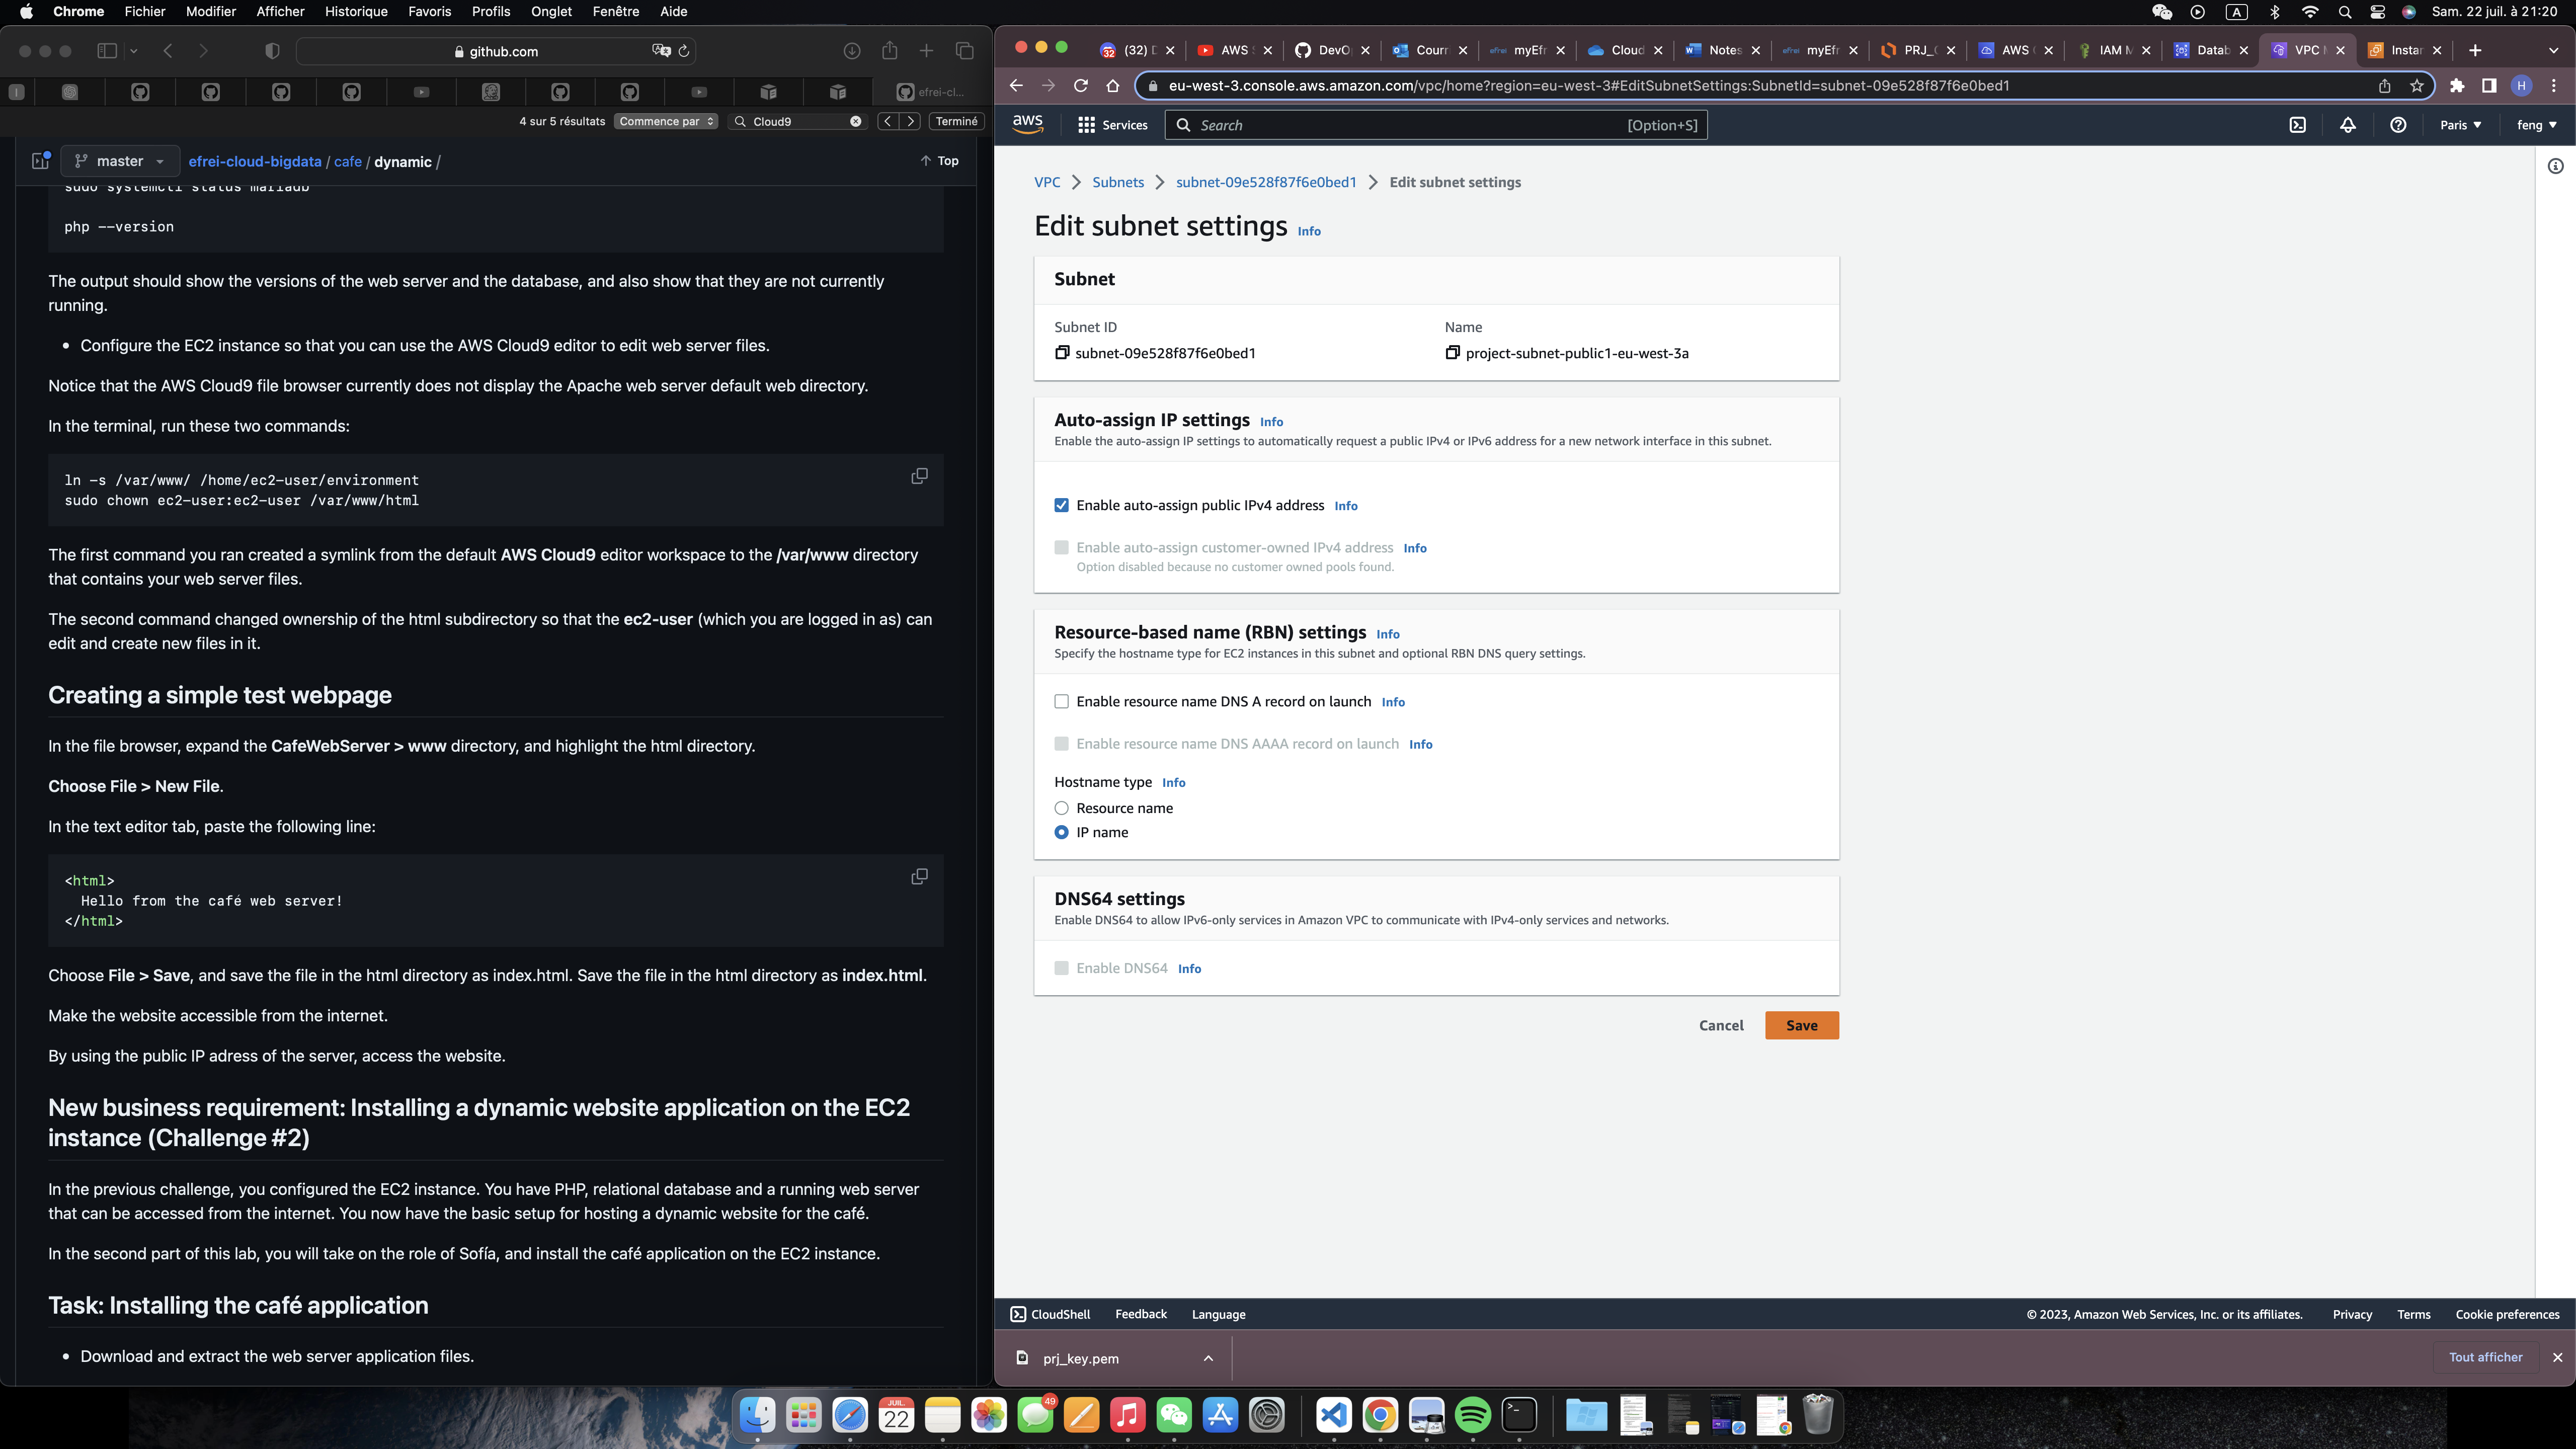 Chrome Fichier Modifier Afficher Historique Favoris Profils Onglet Fenêtre Aide
A Sam. 22 juil. à 21:20
github.com
efrei-cl...
4 sur 5 résultats Commence par Cloud9 Terminé
master efrei-cloud-bigdata / cafe / dynamic / Top
sudo systemctl status mariadb
php --version
The output should show the versions of the web server and the database, and also show that they are not currently
running.
• Configure the EC2 instance so that you can use the AWS Cloud9 editor to edit web server files.
Notice that the AWS Cloud9 file browser currently does not display the Apache web server default web directory.
In the terminal, run these two commands:
ln -s /var/www/ /home/ec2-user/environment
sudo chown ec2-user:ec2-user /var/www/html
The first command you ran created a symlink from the default AWS Cloud9 editor workspace to the /var/www directory
that contains your web server files.
The second command changed ownership of the html subdirectory so that the ec2-user (which you are logged in as) can
edit and create new files in it.
Creating a simple test webpage
In the file browser, expand the CafeWebServer > www directory, and highlight the html directory.
Choose File > New File.
In the text editor tab, paste the following line:
<html>
Hello from the café web server!
</html>
Choose File > Save, and save the file in the html directory as index.html. Save the file in the html directory as index.html.
Make the website accessible from the internet.
By using the public IP adress of the server, access the website.
New business requirement: Installing a dynamic website application on the EC2
instance (Challenge #2)
In the previous challenge, you configured the EC2 instance. You have PHP, relational database and a running web server
that can be accessed from the internet. You now have the basic setup for hosting a dynamic website for the café.
In the second part of this lab, you will take on the role of Sofía, and install the café application on the EC2 instance.
Task: Installing the café application
• Download and extract the web server application files.
32 (32) D AWS S DevO Courr efrei myEfr Cloud Notes efrei myEfr PRJ_C AWS C IAM M Datab VPC M Instar
eu-west-3.console.aws.amazon.com/vpc/home?region=eu-west-3#EditSubnetSettings:SubnetId=subnet-09e528f87f6e0bed1 H
aws Services Search [Option+S] Paris feng
VPC Subnets subnet-09e528f87f6e0bed1 Edit subnet settings
Edit subnet settings Info
Subnet
Subnet ID Name
subnet-09e528f87f6e0bed1 project-subnet-public1-eu-west-3a
Auto-assign IP settings Info
Enable the auto-assign IP settings to automatically request a public IPv4 or IPv6 address for a new network interface in this subnet.
Enable auto-assign public IPv4 address Info
Enable auto-assign customer-owned IPv4 address Info
Option disabled because no customer owned pools found.
Resource-based name (RBN) settings Info
Specify the hostname type for EC2 instances in this subnet and optional RBN DNS query settings.
Enable resource name DNS A record on launch Info
Enable resource name DNS AAAA record on launch Info
Hostname type Info
Resource name
IP name
DNS64 settings
Enable DNS64 to allow IPv6-only services in Amazon VPC to communicate with IPv4-only services and networks.
Enable DNS64 Info
Cancel Save
CloudShell Feedback Language © 2023, Amazon Web Services, Inc. or its affiliates. Privacy Terms Cookie preferences
prj_key.pem Tout afficher
JUIL. 22 49